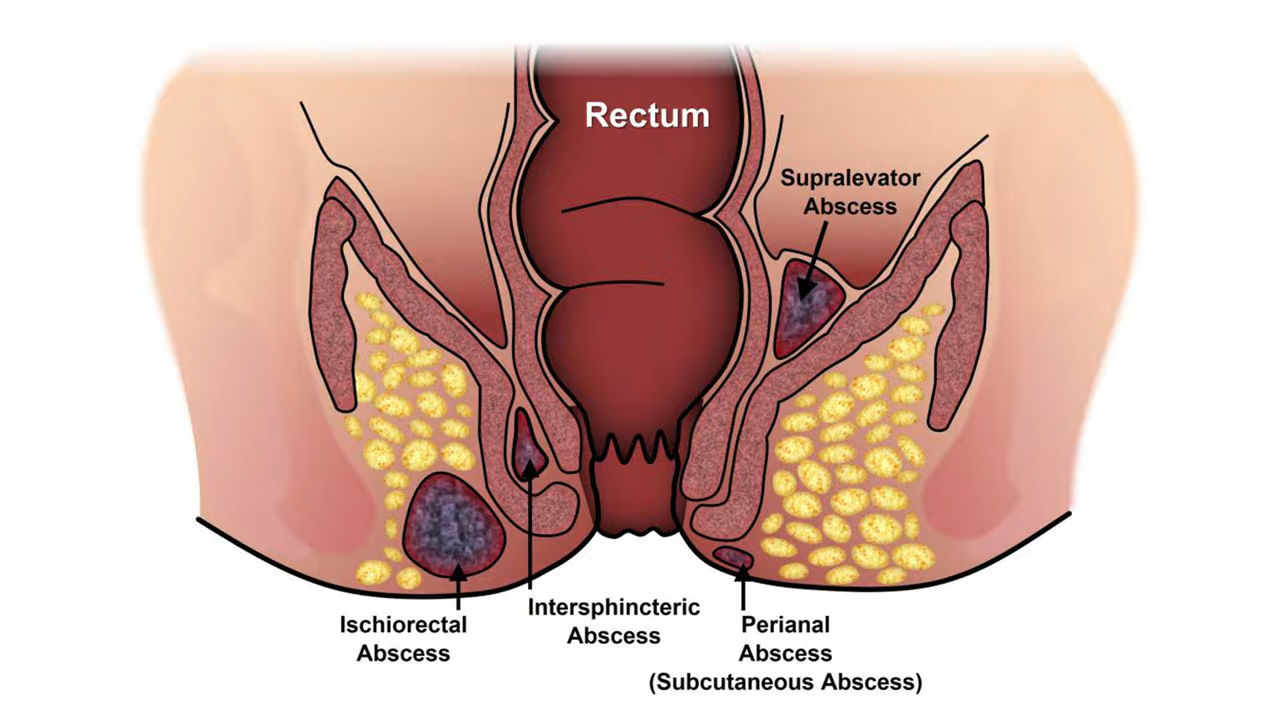 Rectum
Supralevator
Abscess
Ischiorectal
Abscess
Intersphincteric
Abscess
Perianal
Abscess
(Subcutaneous Abscess)